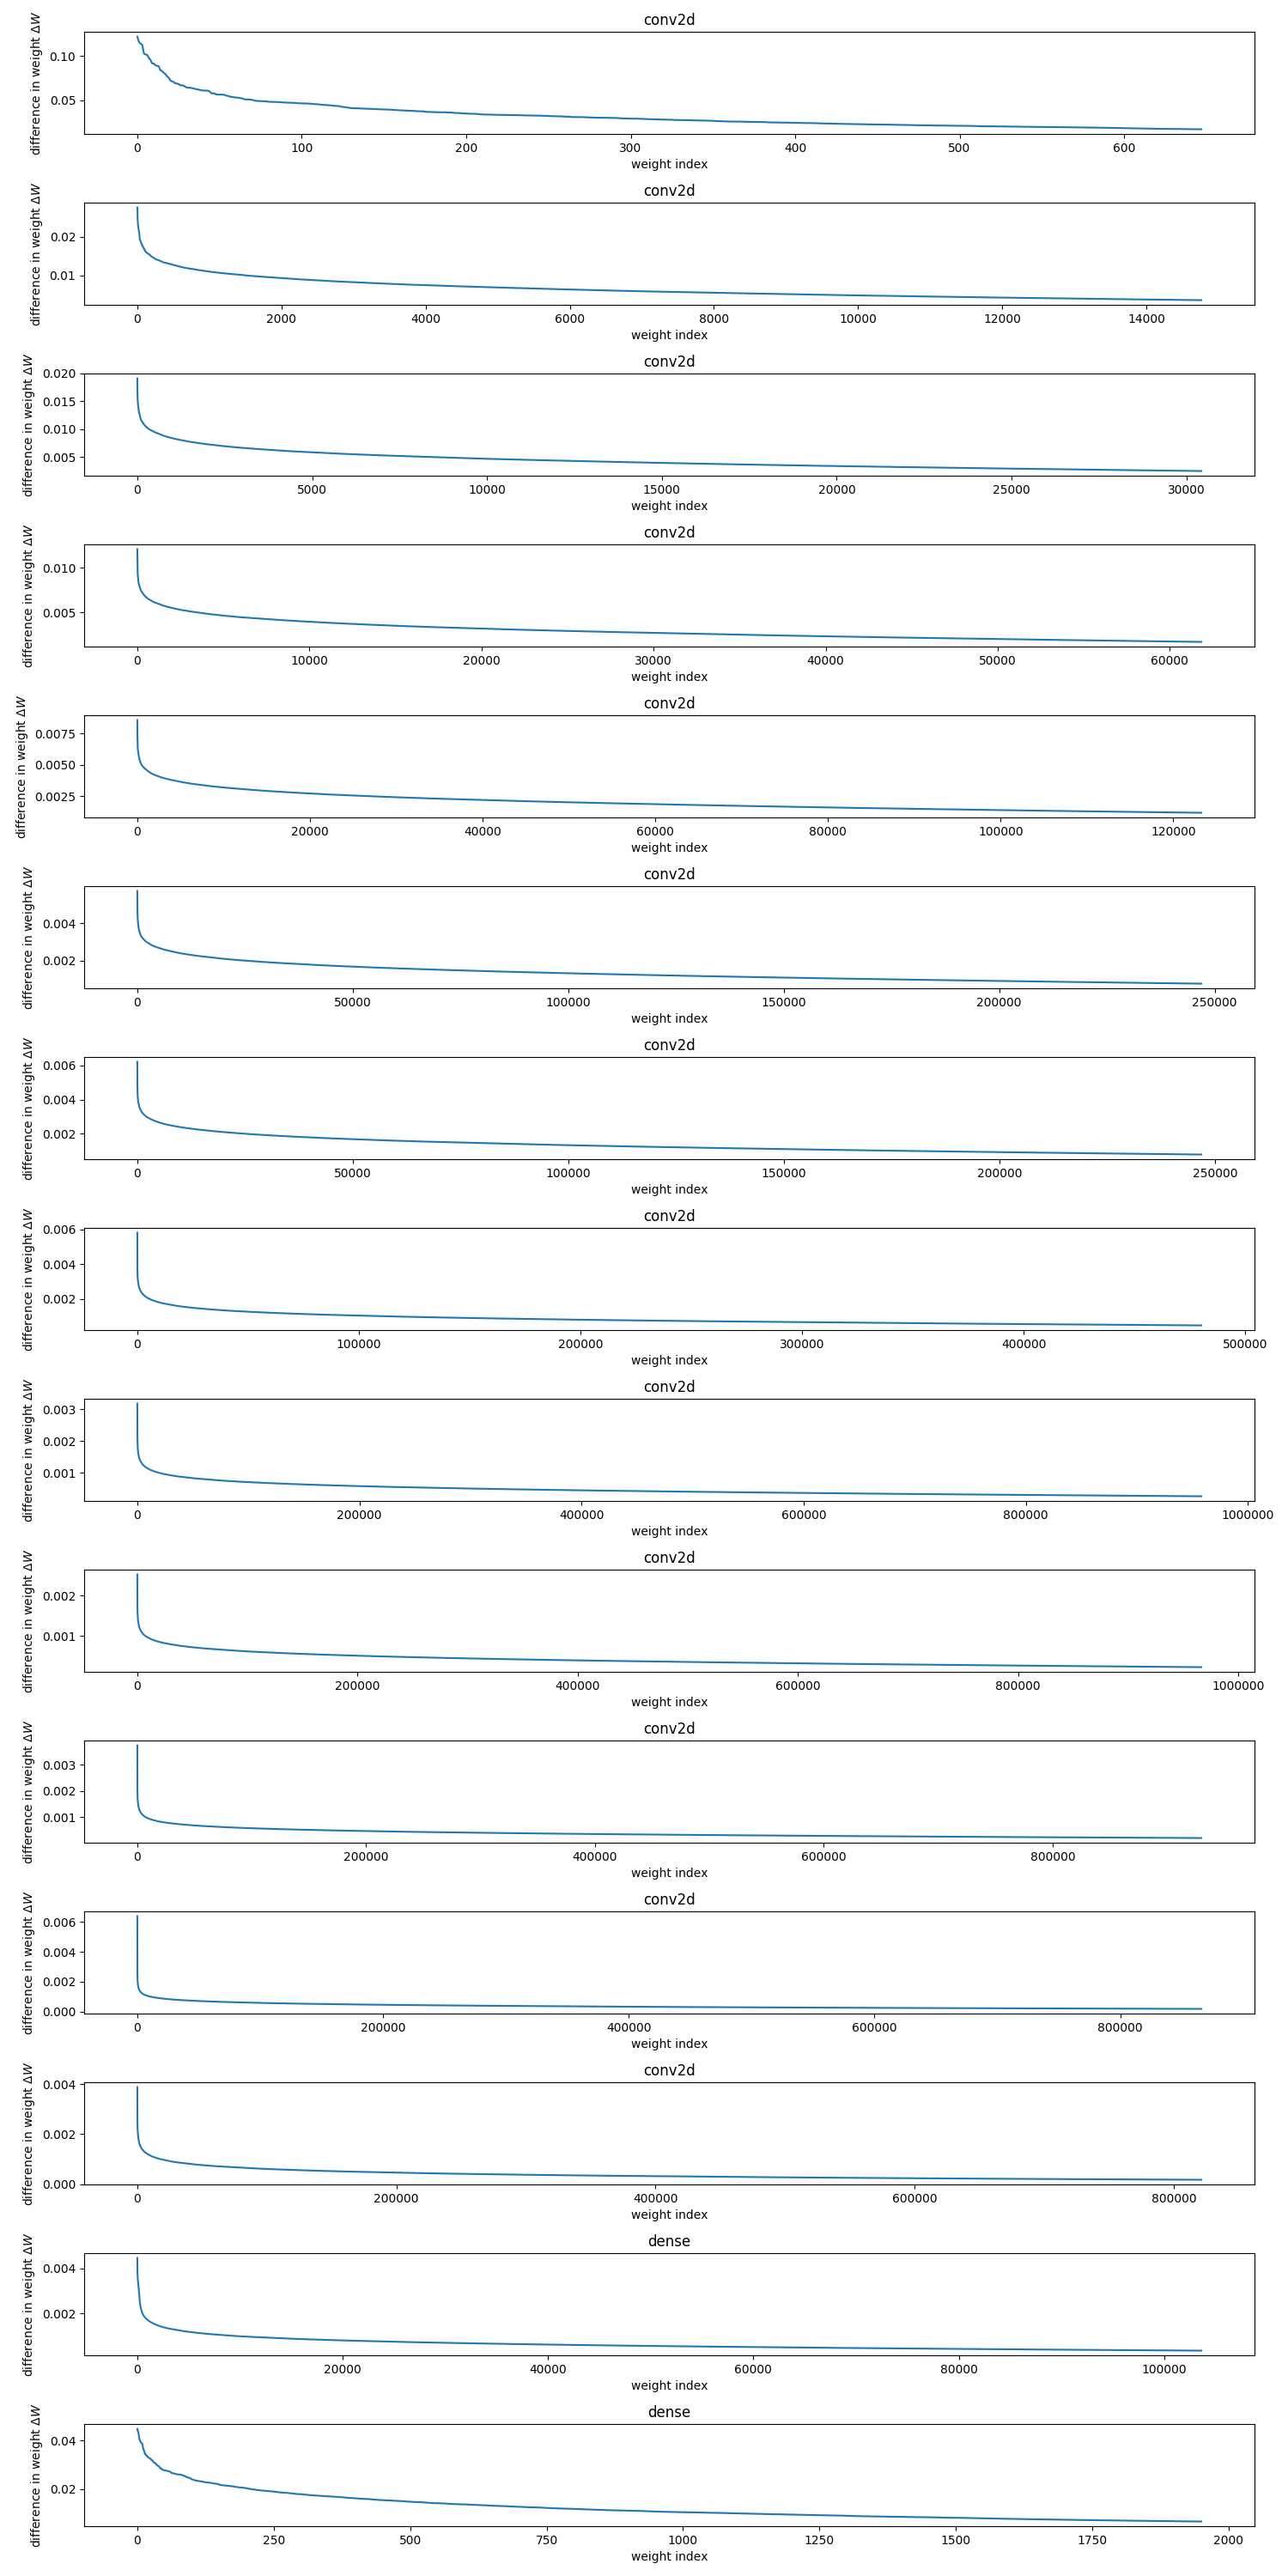 conv2d
difference in weight ΔW
0.10
0.05
0 100 200 300 400 500 600
weight index
conv2d
difference in weight ΔW
0.02
0.01
0 2000 4000 6000 8000 10000 12000 14000
weight index
conv2d
difference in weight ΔW
0.020
0.015
0.010
0.005
0 5000 10000 15000 20000 25000 30000
weight index
conv2d
difference in weight ΔW
0.010
0.005
0 10000 20000 30000 40000 50000 60000
weight index
conv2d
difference in weight ΔW
0.0075
0.0050
0.0025
0 20000 40000 60000 80000 100000 120000
weight index
conv2d
difference in weight ΔW
0.004
0.002
0 50000 100000 150000 200000 250000
weight index
conv2d
difference in weight ΔW
0.006
0.004
0.002
0 50000 100000 150000 200000 250000
weight index
conv2d
difference in weight ΔW
0.006
0.004
0.002
0 100000 200000 300000 400000 500000
weight index
conv2d
difference in weight ΔW
0.003
0.002
0.001
0 200000 400000 600000 800000 1000000
weight index
conv2d
difference in weight ΔW
0.002
0.001
0 200000 400000 600000 800000 1000000
weight index
conv2d
difference in weight ΔW
0.003
0.002
0.001
0 200000 400000 600000 800000
weight index
conv2d
difference in weight ΔW
0.006
0.004
0.002
0.000
0 200000 400000 600000 800000
weight index
conv2d
difference in weight ΔW
0.004
0.002
0.000
0 200000 400000 600000 800000
weight index
dense
difference in weight ΔW
0.004
0.002
0 20000 40000 60000 80000 100000
weight index
dense
difference in weight ΔW
0.04
0.02
0 250 500 750 1000 1250 1500 1750 2000
weight index